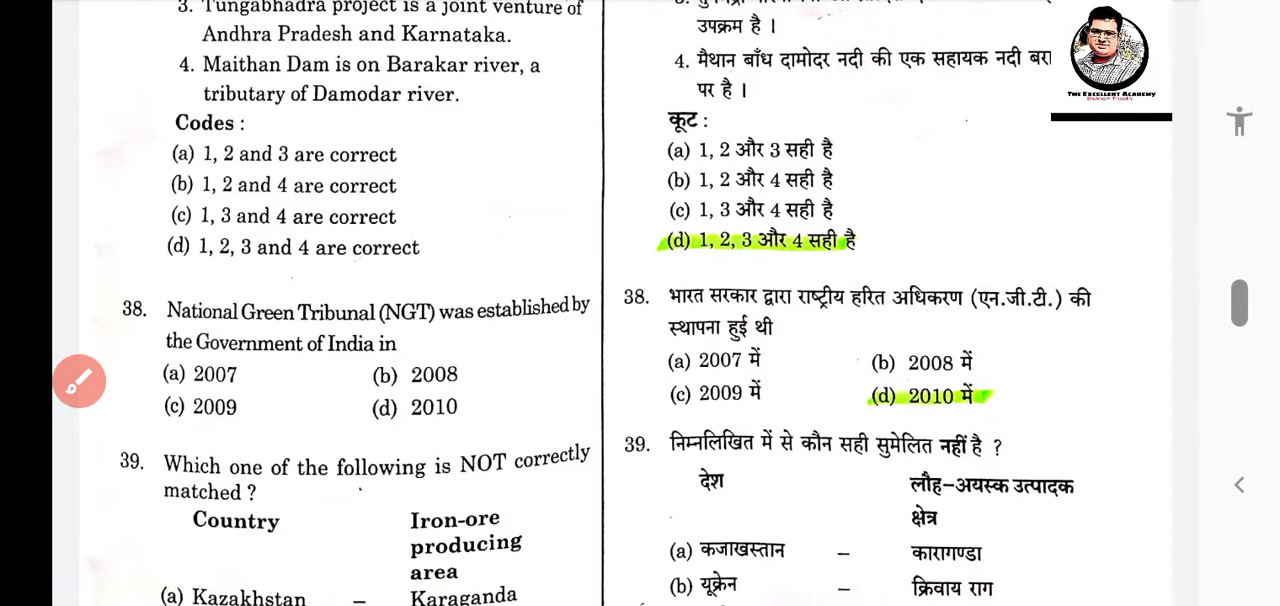 3. Tungabhadra project is a joint venture of
Andhra Pradesh and Karnataka.
4. Maithan Dam is on Barakar river, a
tributary of Damodar river.
Codes :
(a) 1, 2 and 3 are correct
(b) 1, 2 and 4 are correct
(c) 1, 3 and 4 are correct
(d) 1, 2, 3 and 4 are correct
38. National Green Tribunal (NGT) was established by
the Government of India in
(a) 2007 (b) 2008
(c) 2009 (d) 2010
39. Which one of the following is NOT correctly
matched ?
Country Iron-ore
producing
area
(a) Kazakhstan – Karaganda
उपक्रम है ।
4. मैथान बाँध दामोदर नदी की एक सहायक नदी बरा
पर है ।
कूट :
(a) 1, 2 और 3 सही है
(b) 1, 2 और 4 सही है
(c) 1, 3 और 4 सही है
(d) 1, 2, 3 और 4 सही है
38. भारत सरकार द्वारा राष्ट्रीय हरित अधिकरण (एन.जी.टी.) की
स्थापना हुई थी
(a) 2007 में (b) 2008 में
(c) 2009 में (d) 2010 में
39. निम्नलिखित में से कौन सही सुमेलित नहीं है ?
देश लौह-अयस्क उत्पादक
क्षेत्र
(a) कजाखस्तान – कारागण्डा
(b) यूक्रेन – क्रिवाय राग
THE EXCELLENT ACADEMY